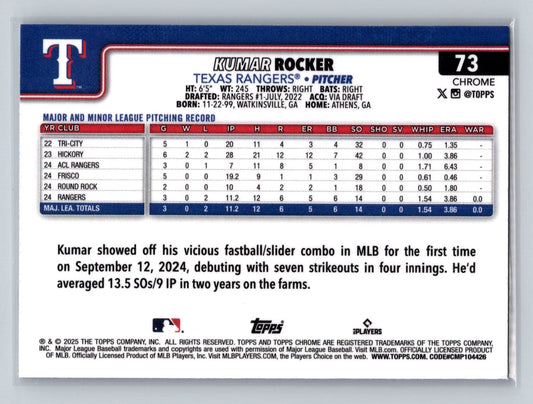 T
KUMAR ROCKER
TEXAS RANGERS® • PITCHER
HT: 6'5" WT: 245 THROWS: RIGHT BATS: RIGHT
DRAFTED: RANGERS #1-JULY, 2022 ACQ: VIA DRAFT
BORN: 11-22-99, WATKINSVILLE, GA HOME: ATHENS, GA
73
CHROME
X @TOPPS
MAJOR AND MINOR LEAGUE PITCHING RECORD
YR CLUB G W L IP H R ER BB SO SHO SV WHIP ERA WAR
22 TRI-CITY 5 1 0 20 11 4 3 4 32 0 0 0.75 1.35 -
23 HICKORY 6 2 2 28 21 12 12 7 42 0 0 1.00 3.86 -
24 ACL RANGERS 3 0 1 7 11 8 5 1 8 0 0 1.71 6.43 -
24 FRISCO 5 0 0 19.2 9 1 1 3 29 0 0 0.61 0.46 -
24 ROUND ROCK 2 0 0 10 4 2 2 1 18 0 0 0.50 1.80 -
24 RANGERS 3 0 2 11.2 12 6 5 6 14 0 0 1.54 3.86 0.0
MAJ. LEA. TOTALS 3 0 2 11.2 12 6 5 6 14 0 0 1.54 3.86 0.0
Kumar showed off his vicious fastball/slider combo in MLB for the first time
on September 12, 2024, debuting with seven strikeouts in four innings. He'd
averaged 13.5 SOs/9 IP in two years on the farms.
Topps
PLAYERS
® & © 2025 THE TOPPS COMPANY, INC. ALL RIGHTS RESERVED. TOPPS AND TOPPS CHROME ARE REGISTERED TRADEMARKS OF THE TOPPS COMPANY,
INC. Major League Baseball trademarks and copyrights are used with permission of Major League Baseball. Visit MLB.com. OFFICIALLY LICENSED PRODUCT
OF MLB. Officially Licensed Product of MLB Players, Inc. Visit MLBPLAYERS.COM, the Players Choice on the web. WWW.TOPPS.COM. CODE#CMP104426